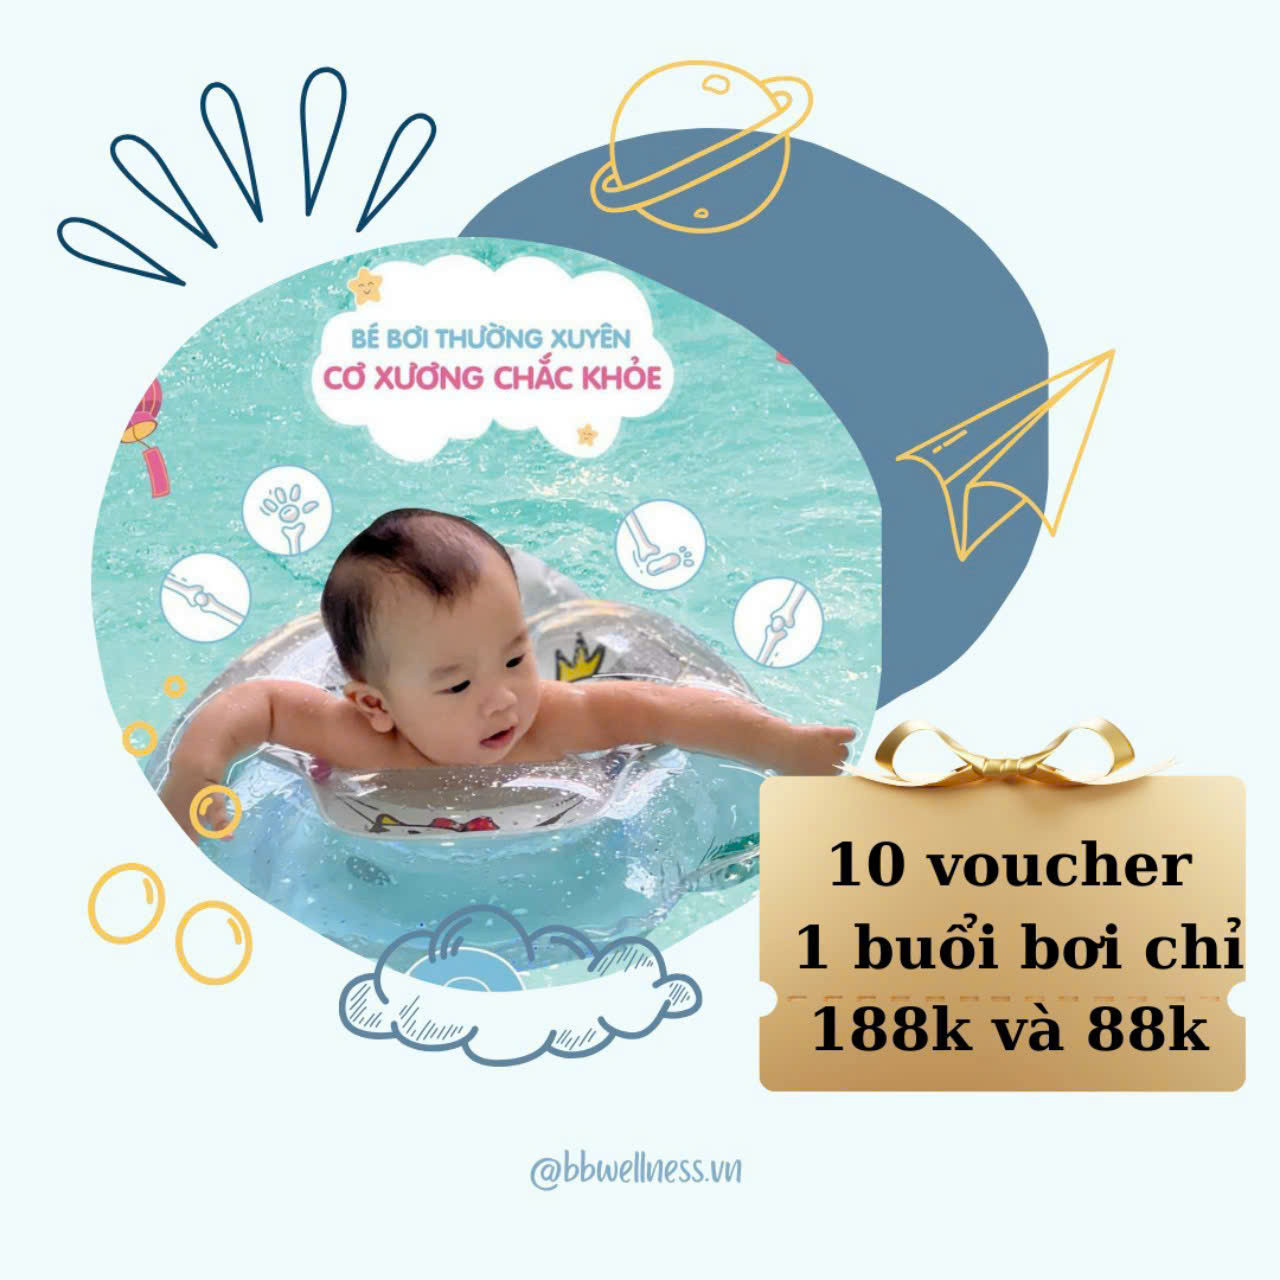 BÉ BƠI THƯỜNG XUYÊN
CƠ XƯƠNG CHẮC KHỎE
10 voucher
1 buổi bơi chỉ
188k và 88k
@bbwellness.vn